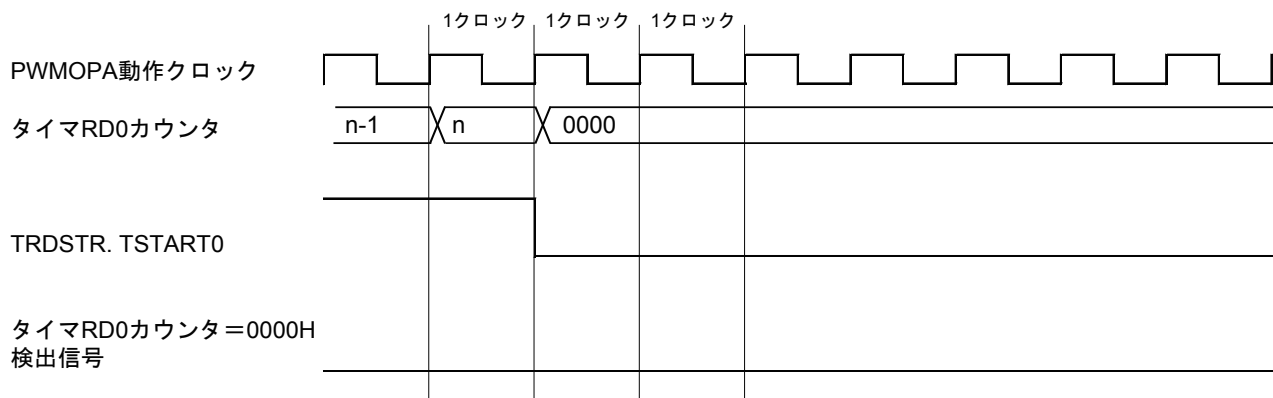 1クロック 1クロック 1クロック
PWMOPA動作クロック
タイマRD0カウンタ n-1 n 0000
TRDSTR. TSTART0
タイマRD0カウンタ＝0000H
検出信号